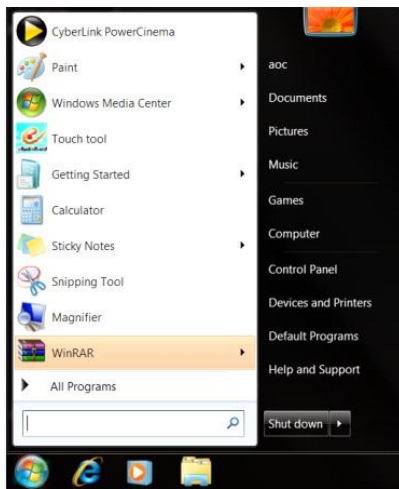 CyberLink PowerCinema
Paint
Windows Media Center
Touch tool
Getting Started
Calculator
Sticky Notes
Snipping Tool
Magnifier
WinRAR
All Programs
aoc
Documents
Pictures
Music
Games
Computer
Control Panel
Devices and Printers
Default Programs
Help and Support
Shut down